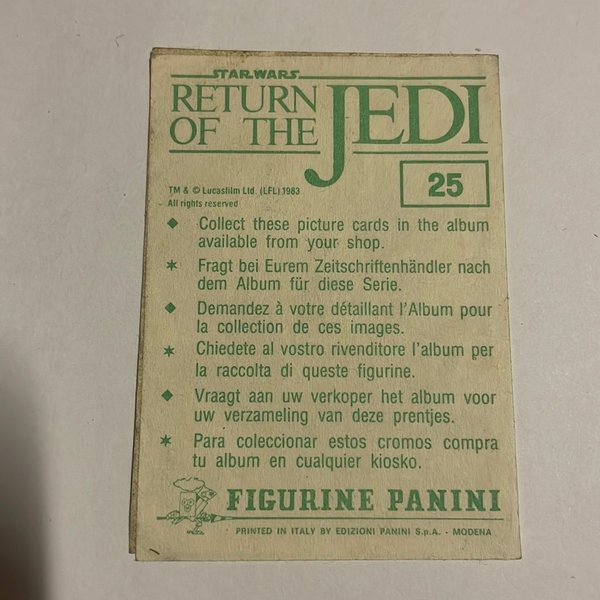 STAR WARS
RETURN
OF THE
JEDI
25
TM & © Lucasfilm Ltd. (LFL) 1983
All rights reserved
◆ Collect these picture cards in the album
available from your shop.
✶ Fragt bei Eurem Zeitschriftenhändler nach
dem Album für diese Serie.
◆ Demandez à votre détaillant l'Album pour
la collection de ces images.
✶ Chiedete al vostro rivenditore l'album per
la raccolta di queste figurine.
◆ Vraagt aan uw verkoper het album voor
uw verzameling van deze prentjes.
✶ Para coleccionar estos cromos compra
tu album en cualquier kiosko.
FIGURINE PANINI
PRINTED IN ITALY BY EDIZIONI PANINI S.p.A. - MODENA